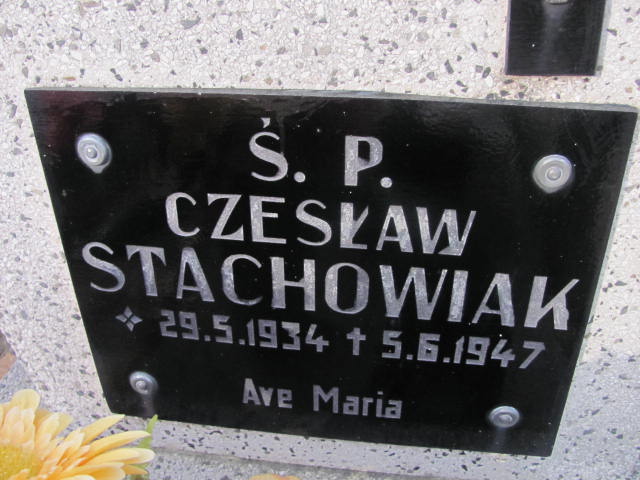 Ś. P.
CZESŁAW
STACHOWIAK
29.5.1934 † 5.6.1947
Ave Maria